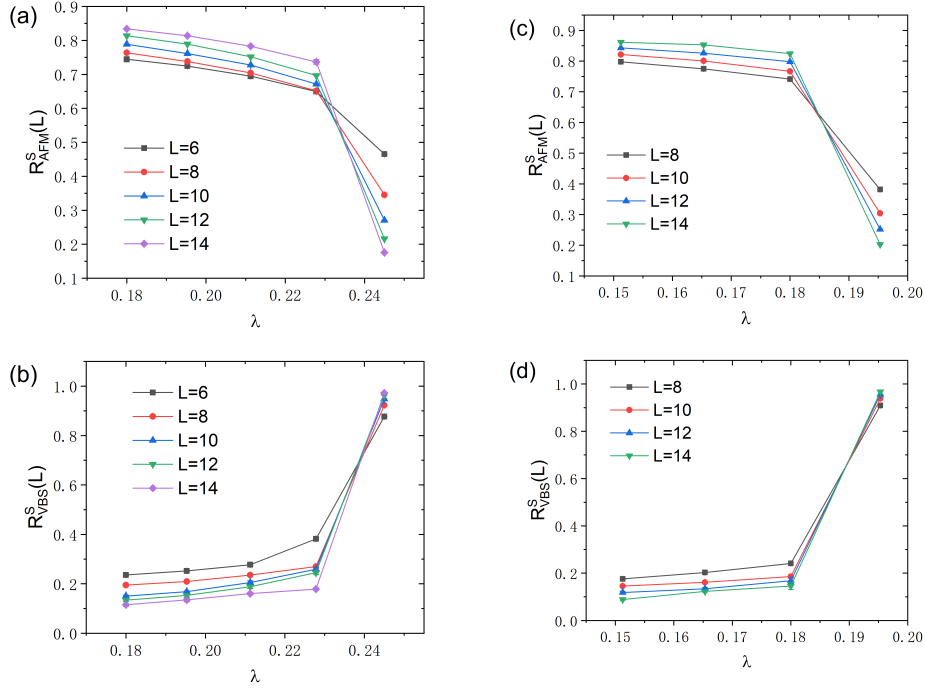 (a)
0.9
0.8
0.7
0.6
0.5
0.4
0.3
0.2
0.1
R^S_AFM(L)
L=6
L=8
L=10
L=12
L=14
0.18 0.20 0.22 0.24
λ
(c)
0.9
0.8
0.7
0.6
0.5
0.4
0.3
0.2
0.1
R^S_AFM(L)
L=8
L=10
L=12
L=14
0.15 0.16 0.17 0.18 0.19 0.20
λ
(b)
1.0
0.8
0.6
0.4
0.2
0.0
R^S_VBS(L)
L=6
L=8
L=10
L=12
L=14
0.18 0.20 0.22 0.24
λ
(d)
1.0
0.8
0.6
0.4
0.2
0.0
R^S_VBS(L)
L=8
L=10
L=12
L=14
0.15 0.16 0.17 0.18 0.19 0.20
λ